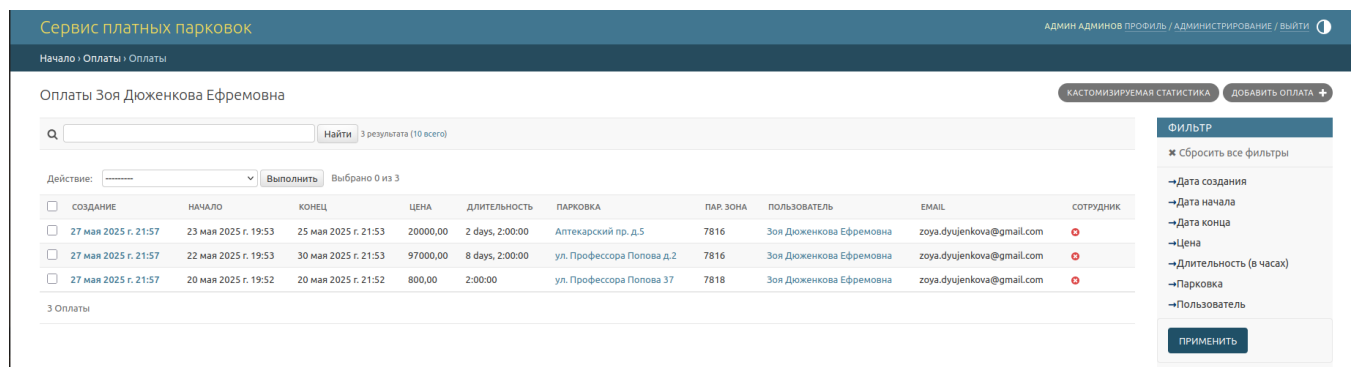 Сервис платных парковок
АДМИН АДМИНОВ ПРОФИЛЬ / АДМИНИСТРИРОВАНИЕ / ВЫЙТИ
Начало › Оплаты › Оплаты
Оплаты Зоя Дюженкова Ефремовна
КАСТОМИЗИРУЕМАЯ СТАТИСТИКА
ДОБАВИТЬ ОПЛАТА +
Найти 3 результата (10 всего)
Действие: --------- Выполнить Выбрано 0 из 3
СОЗДАНИЕ НАЧАЛО КОНЕЦ ЦЕНА ДЛИТЕЛЬНОСТЬ ПАРКОВКА ПАР. ЗОНА ПОЛЬЗОВАТЕЛЬ EMAIL СОТРУДНИК
27 мая 2025 г. 21:57 23 мая 2025 г. 19:53 25 мая 2025 г. 21:53 20000,00 2 days, 2:00:00 Аптекарский пр. д.5 7816 Зоя Дюженкова Ефремовна zoya.dyujenkova@gmail.com
27 мая 2025 г. 21:57 22 мая 2025 г. 19:53 30 мая 2025 г. 21:53 97000,00 8 days, 2:00:00 ул. Профессора Попова д.2 7816 Зоя Дюженкова Ефремовна zoya.dyujenkova@gmail.com
27 мая 2025 г. 21:57 20 мая 2025 г. 19:52 20 мая 2025 г. 21:52 800,00 2:00:00 ул. Профессора Попова 37 7818 Зоя Дюженкова Ефремовна zoya.dyujenkova@gmail.com
3 Оплаты
ФИЛЬТР
✖ Сбросить все фильтры
→Дата создания
→Дата начала
→Дата конца
→Цена
→Длительность (в часах)
→Парковка
→Пользователь
ПРИМЕНИТЬ